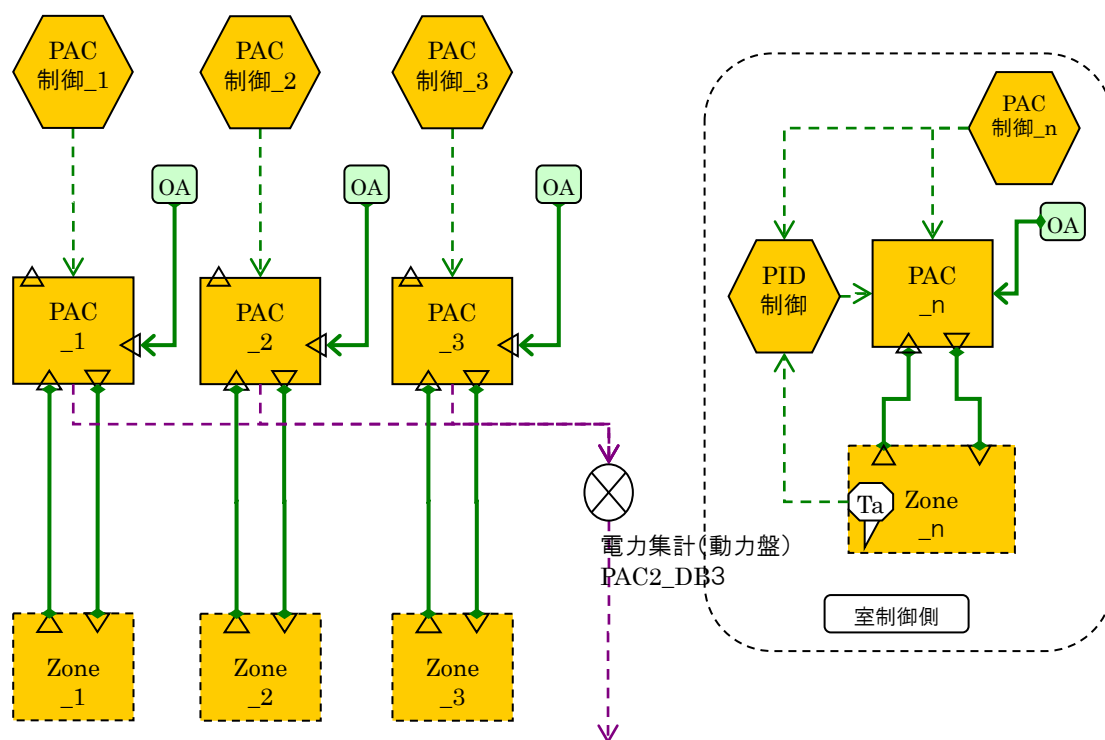 PAC
制御_1
PAC
制御_2
PAC
制御_3
OA
OA
OA
PAC
_1
PAC
_2
PAC
_3
電力集計(動力盤)
PAC2_DB3
Zone
_1
Zone
_2
Zone
_3
PAC
制御_n
OA
PID
制御
PAC
_n
Ta
Zone
_n
室制御側